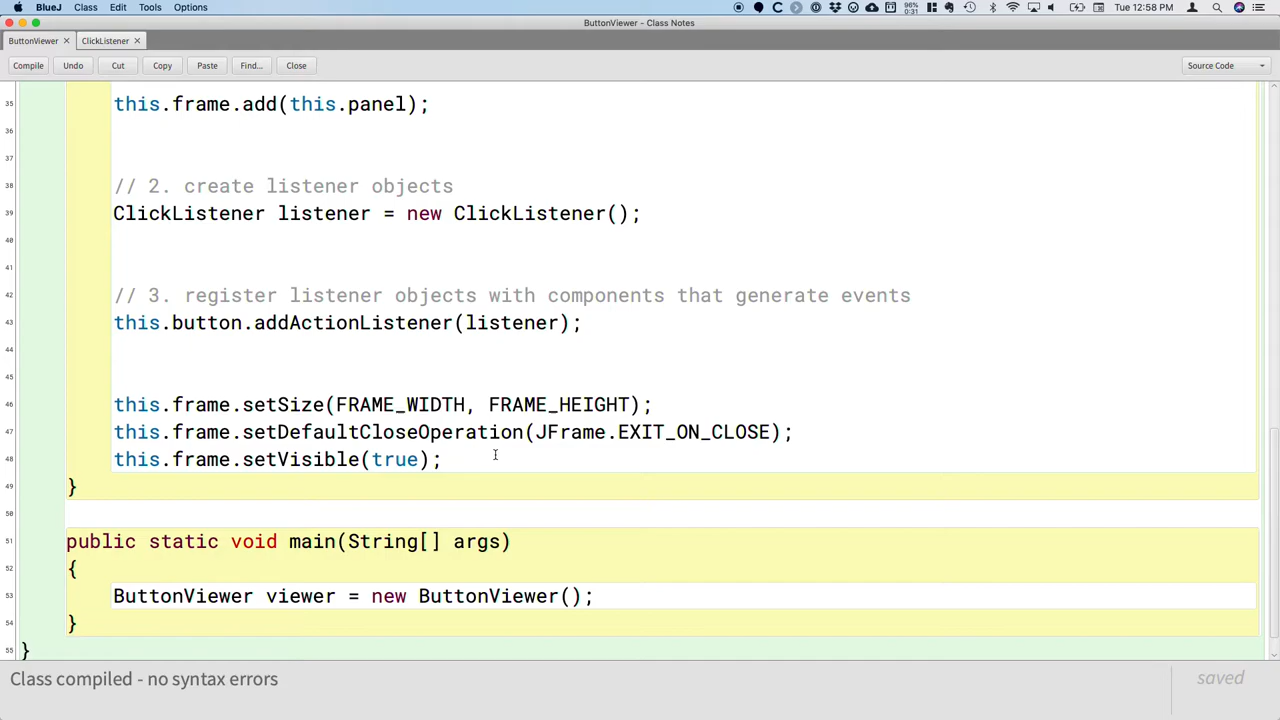 BlueJ Class Edit Tools Options 96% 0:31 Tue 12:58 PM
ButtonViewer - Class Notes
ButtonViewer × ClickListener ×
Compile Undo Cut Copy Paste Find... Close Source Code
35 this.frame.add(this.panel);
36
37
38 // 2. create listener objects
39 ClickListener listener = new ClickListener();
40
41
42 // 3. register listener objects with components that generate events
43 this.button.addActionListener(listener);
44
45
46 this.frame.setSize(FRAME_WIDTH, FRAME_HEIGHT);
47 this.frame.setDefaultCloseOperation(JFrame.EXIT_ON_CLOSE);
48 this.frame.setVisible(true);
49 }
50
51 public static void main(String[] args)
52 {
53 ButtonViewer viewer = new ButtonViewer();
54 }
55 }
Class compiled - no syntax errors saved